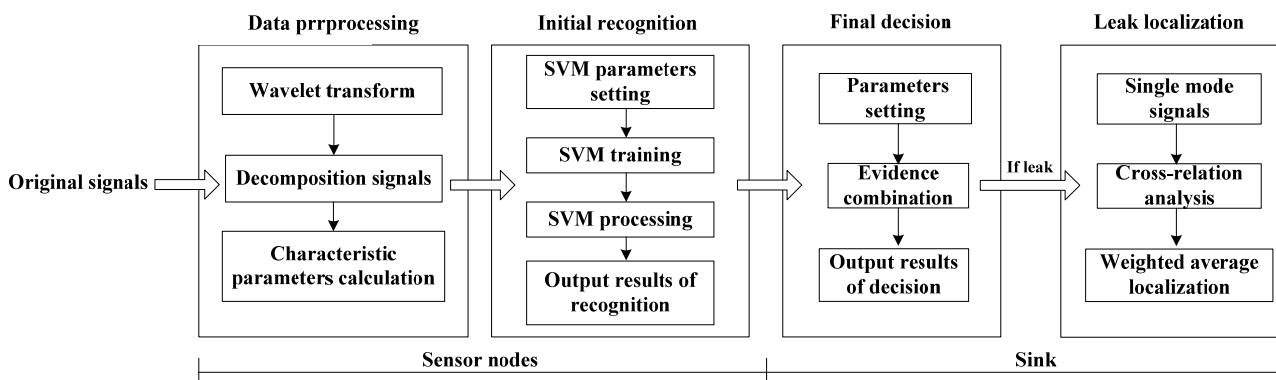 Data prprocessing
Initial recognition
Final decision
Leak localization
Original signals
Wavelet transform
Decomposition signals
Characteristic
parameters calculation
SVM parameters
setting
SVM training
SVM processing
Output results of
recognition
Parameters
setting
Evidence
combination
Output results
of decision
If leak
Single mode
signals
Cross-relation
analysis
Weighted average
localization
Sensor nodes
Sink